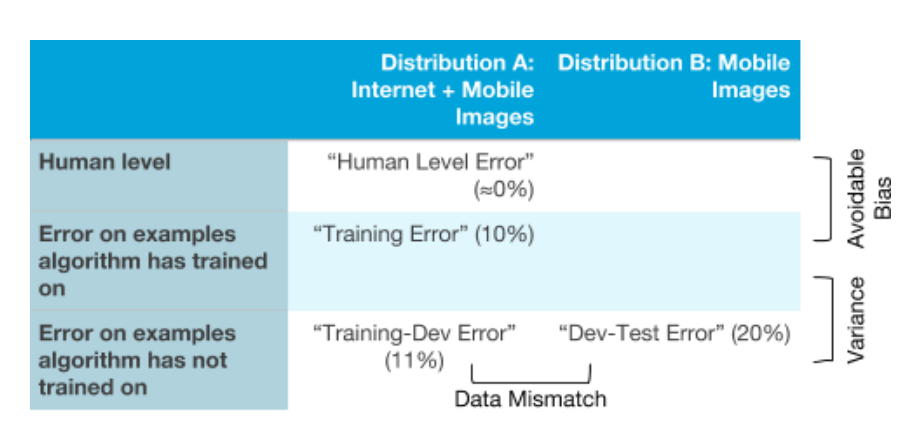 Distribution A:
Internet + Mobile
Images
Distribution B: Mobile
Images
Human level
“Human Level Error”
(≈0%)
Error on examples
algorithm has trained
on
“Training Error” (10%)
Error on examples
algorithm has not
trained on
“Training-Dev Error”
(11%)
“Dev-Test Error” (20%)
Data Mismatch
Avoidable
Bias
Variance